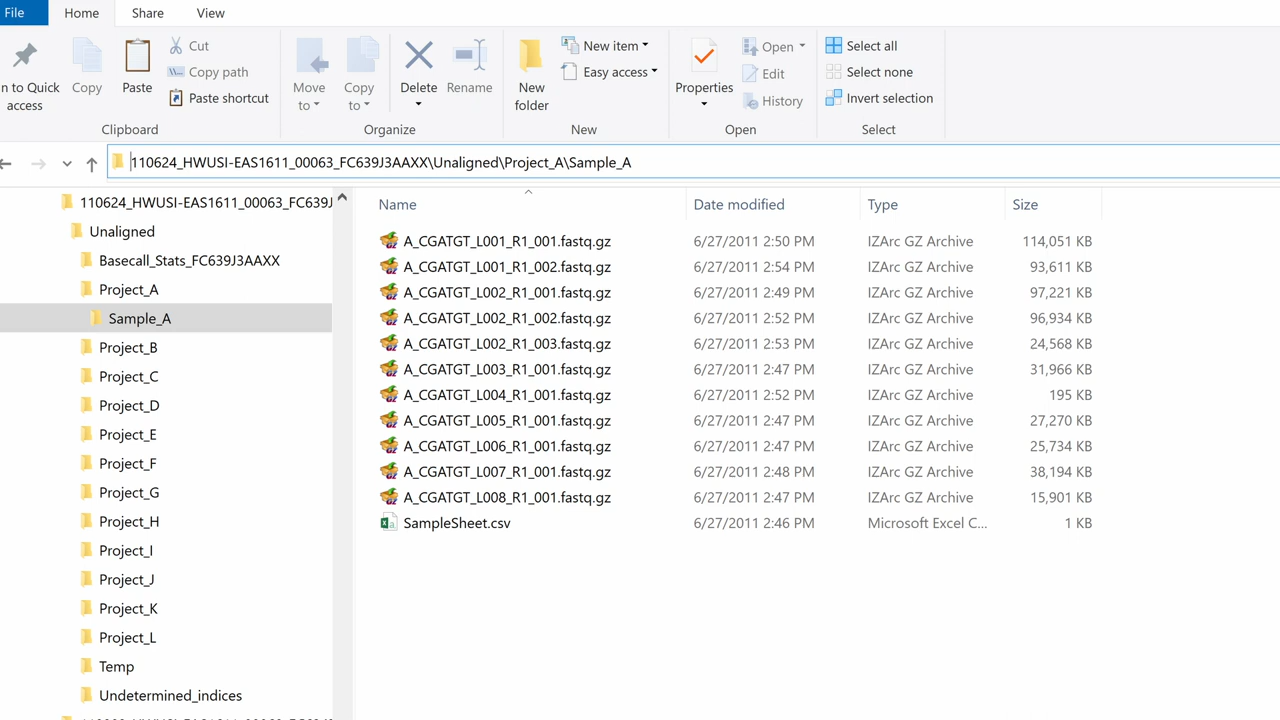 File Home Share View
n to Quick access
Copy
Paste
Cut
Copy path
Paste shortcut
Clipboard
Move to
Copy to
Delete
Rename
Organize
New folder
New item
Easy access
New
Properties
Open
Edit
History
Open
Select all
Select none
Invert selection
Select
110624_HWUSI-EAS1611_00063_FC639J3AAXX\Unaligned\Project_A\Sample_A
110624_HWUSI-EAS1611_00063_FC639J
Unaligned
Basecall_Stats_FC639J3AAXX
Project_A
Sample_A
Project_B
Project_C
Project_D
Project_E
Project_F
Project_G
Project_H
Project_I
Project_J
Project_K
Project_L
Temp
Undetermined_indices
Name Date modified Type Size
A_CGATGT_L001_R1_001.fastq.gz 6/27/2011 2:50 PM IZArc GZ Archive 114,051 KB
A_CGATGT_L001_R1_002.fastq.gz 6/27/2011 2:54 PM IZArc GZ Archive 93,611 KB
A_CGATGT_L002_R1_001.fastq.gz 6/27/2011 2:49 PM IZArc GZ Archive 97,221 KB
A_CGATGT_L002_R1_002.fastq.gz 6/27/2011 2:52 PM IZArc GZ Archive 96,934 KB
A_CGATGT_L002_R1_003.fastq.gz 6/27/2011 2:53 PM IZArc GZ Archive 24,568 KB
A_CGATGT_L003_R1_001.fastq.gz 6/27/2011 2:47 PM IZArc GZ Archive 31,966 KB
A_CGATGT_L004_R1_001.fastq.gz 6/27/2011 2:52 PM IZArc GZ Archive 195 KB
A_CGATGT_L005_R1_001.fastq.gz 6/27/2011 2:47 PM IZArc GZ Archive 27,270 KB
A_CGATGT_L006_R1_001.fastq.gz 6/27/2011 2:47 PM IZArc GZ Archive 25,734 KB
A_CGATGT_L007_R1_001.fastq.gz 6/27/2011 2:48 PM IZArc GZ Archive 38,194 KB
A_CGATGT_L008_R1_001.fastq.gz 6/27/2011 2:47 PM IZArc GZ Archive 15,901 KB
SampleSheet.csv 6/27/2011 2:46 PM Microsoft Excel C... 1 KB